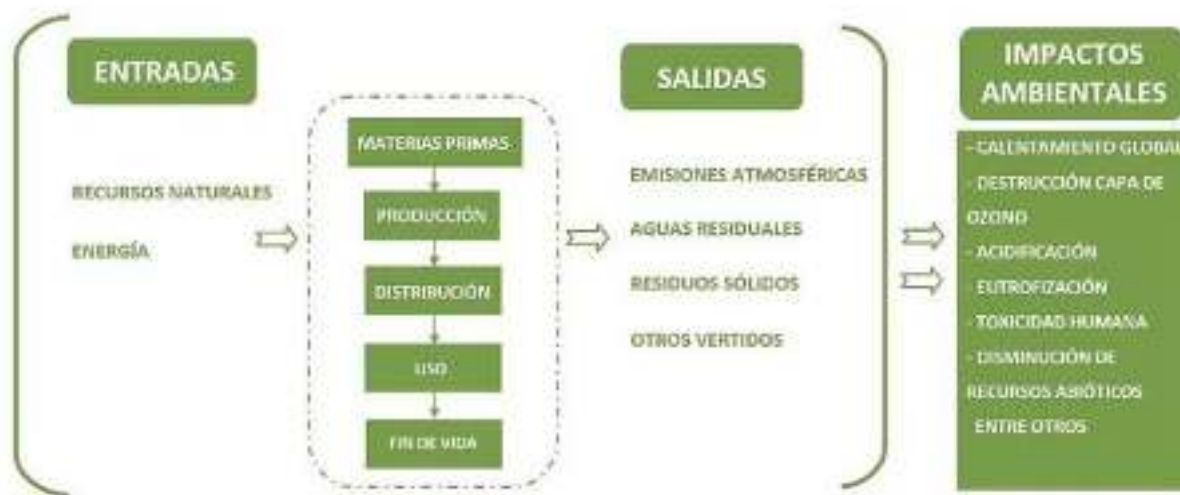 ENTRADAS
RECURSOS NATURALES
ENERGÍA
MATERIAS PRIMAS
PRODUCCIÓN
DISTRIBUCIÓN
USO
FIN DE VIDA
SALIDAS
EMISIONES ATMOSFÉRICAS
AGUAS RESIDUALES
RESIDUOS SÓLIDOS
OTROS VERTIDOS
IMPACTOS
AMBIENTALES
- CALENTAMIENTO GLOBAL
- DESTRUCCIÓN CAPA DE
OZONO
- ACIDIFICACIÓN
- EUTROFIZACIÓN
- TOXICIDAD HUMANA
- DISMINUCIÓN DE
RECURSOS ABIÓTICOS
ENTRE OTROS